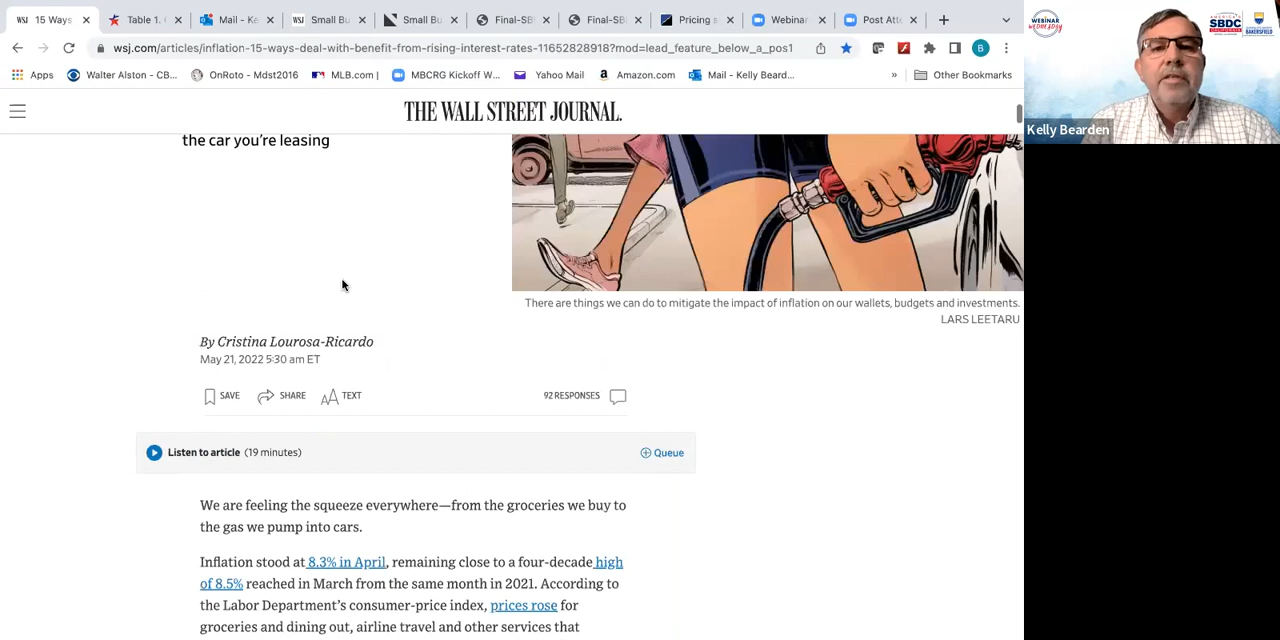 WSJ 15 Ways
Table 1.
Mail - Ke
WSJ Small Bu
Small Bu
Final-SB
Final-SB
Pricing s
Webinar
Post Att
wsj.com/articles/inflation-15-ways-deal-with-benefit-from-rising-interest-rates-11652828918?mod=lead_feature_below_a_pos1
B
Apps
Walter Alston - CB...
OnRoto - Mdst2016
MLB.com |
MBCRG Kickoff W...
Yahoo Mail
Amazon.com
Mail - Kelly Beard...
»
Other Bookmarks
THE WALL STREET JOURNAL.
the car you're leasing
There are things we can do to mitigate the impact of inflation on our wallets, budgets and investments.
LARS LEETARU
By Cristina Lourosa-Ricardo
May 21, 2022 5:30 am ET
SAVE
SHARE
AA TEXT
92 RESPONSES
Listen to article (19 minutes)
Queue
We are feeling the squeeze everywhere—from the groceries we buy to
the gas we pump into cars.
Inflation stood at 8.3% in April, remaining close to a four-decade high
of 8.5% reached in March from the same month in 2021. According to
the Labor Department's consumer-price index, prices rose for
groceries and dining out, airline travel and other services that
WEBINAR
WEDNESDAY
AMERICA'S
SBDC
CALIFORNIA
BAKERSFIELD
Kelly Bearden